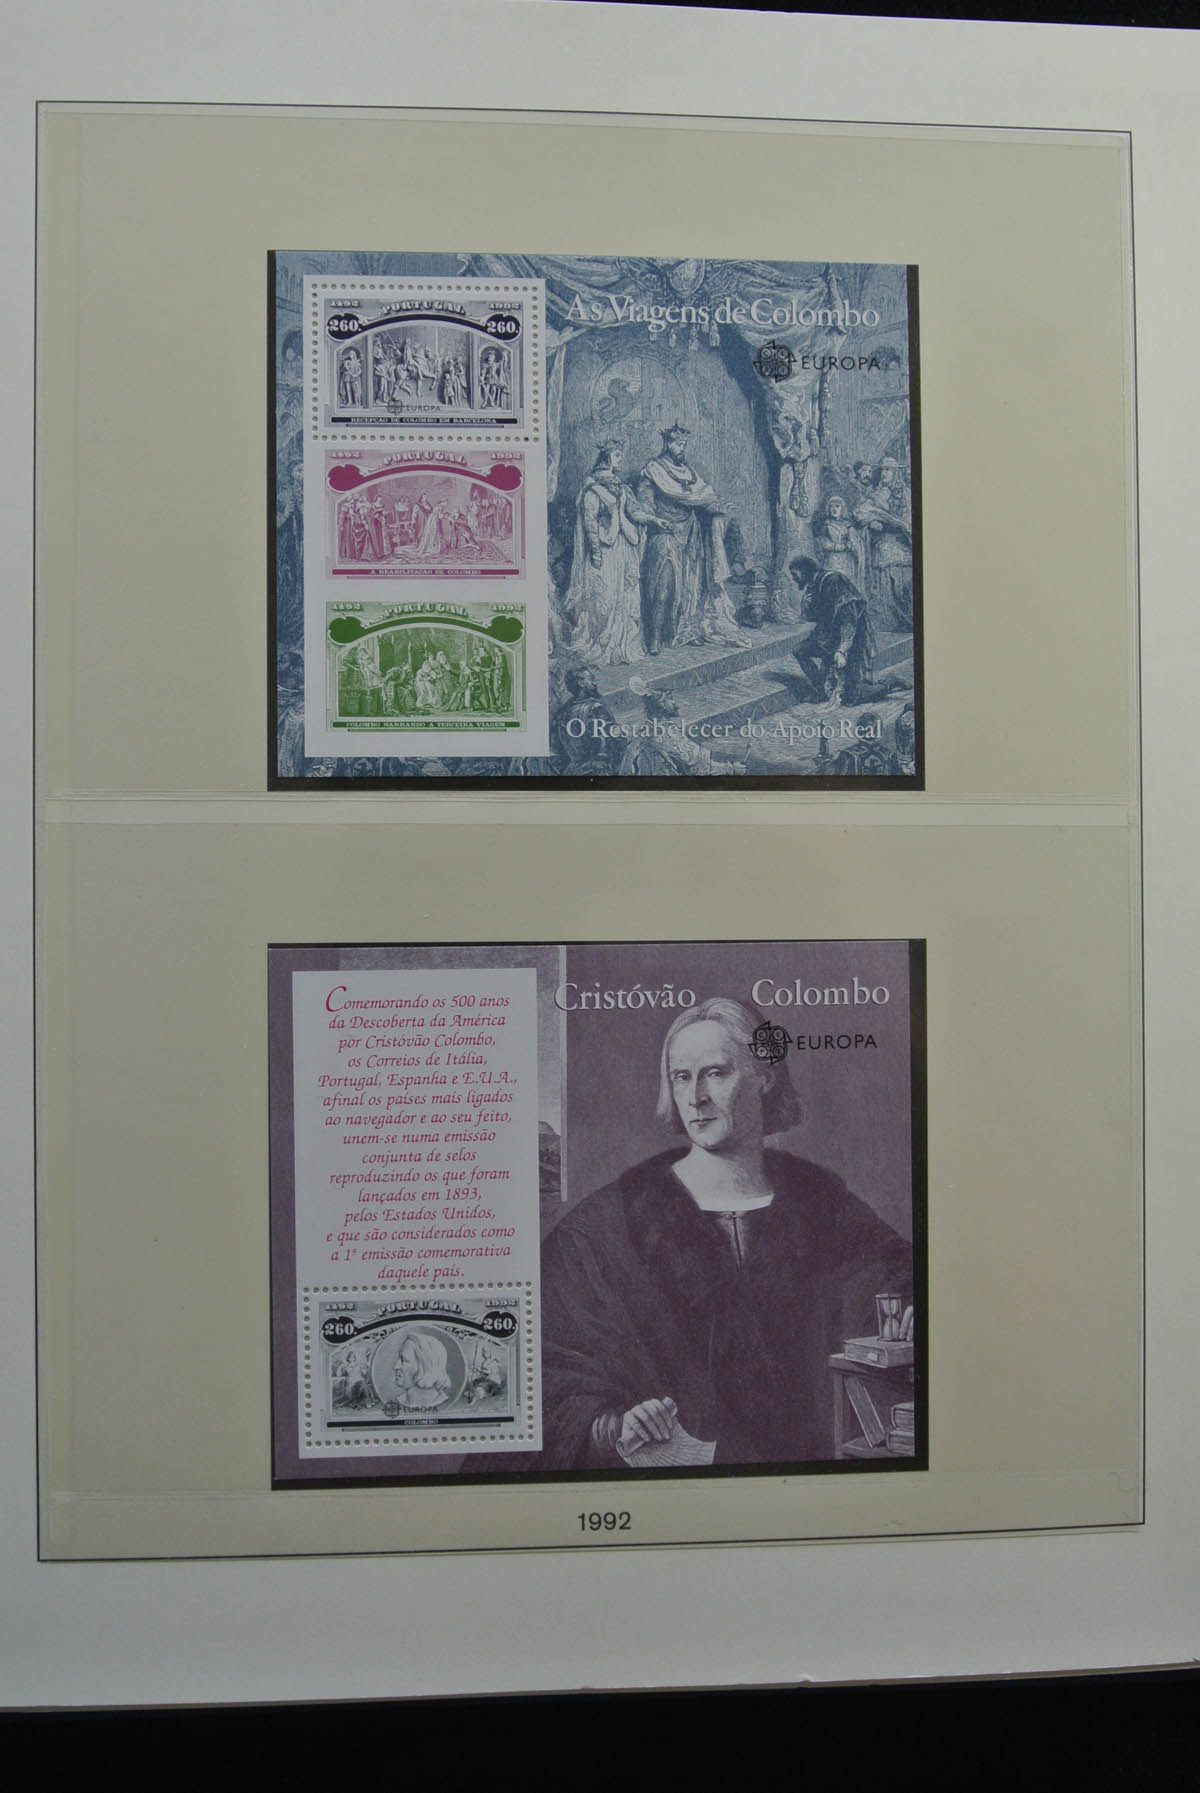 As Viagens de Colombo
EUROPA
1492 PORTUGAL 1992
260. 260.
EUROPA
RECEPÇÃO DE COLOMBO EM BARCELONA
1492 PORTUGAL 1992
A REABILITAÇÃO DE COLOMBO
1492 PORTUGAL 1992
COLOMBO NARRANDO A TERCEIRA VIAGEM
O Restabelecer do Apoio Real
Cristóvão Colombo
EUROPA
Comemorando os 500 anos
da Descoberta da América
por Cristóvão Colombo,
os Correios de Itália,
Portugal, Espanha e E.U.A.,
afinal os países mais ligados
ao navegador e ao seu feito,
unem-se numa emissão
conjunta de selos
reproduzindo os que foram
lançados em 1893,
pelos Estados Unidos,
e que são considerados como
a 1ª emissão comemorativa
daquele país.
1492 PORTUGAL 1992
260. 260.
EUROPA
COLOMBO
1992